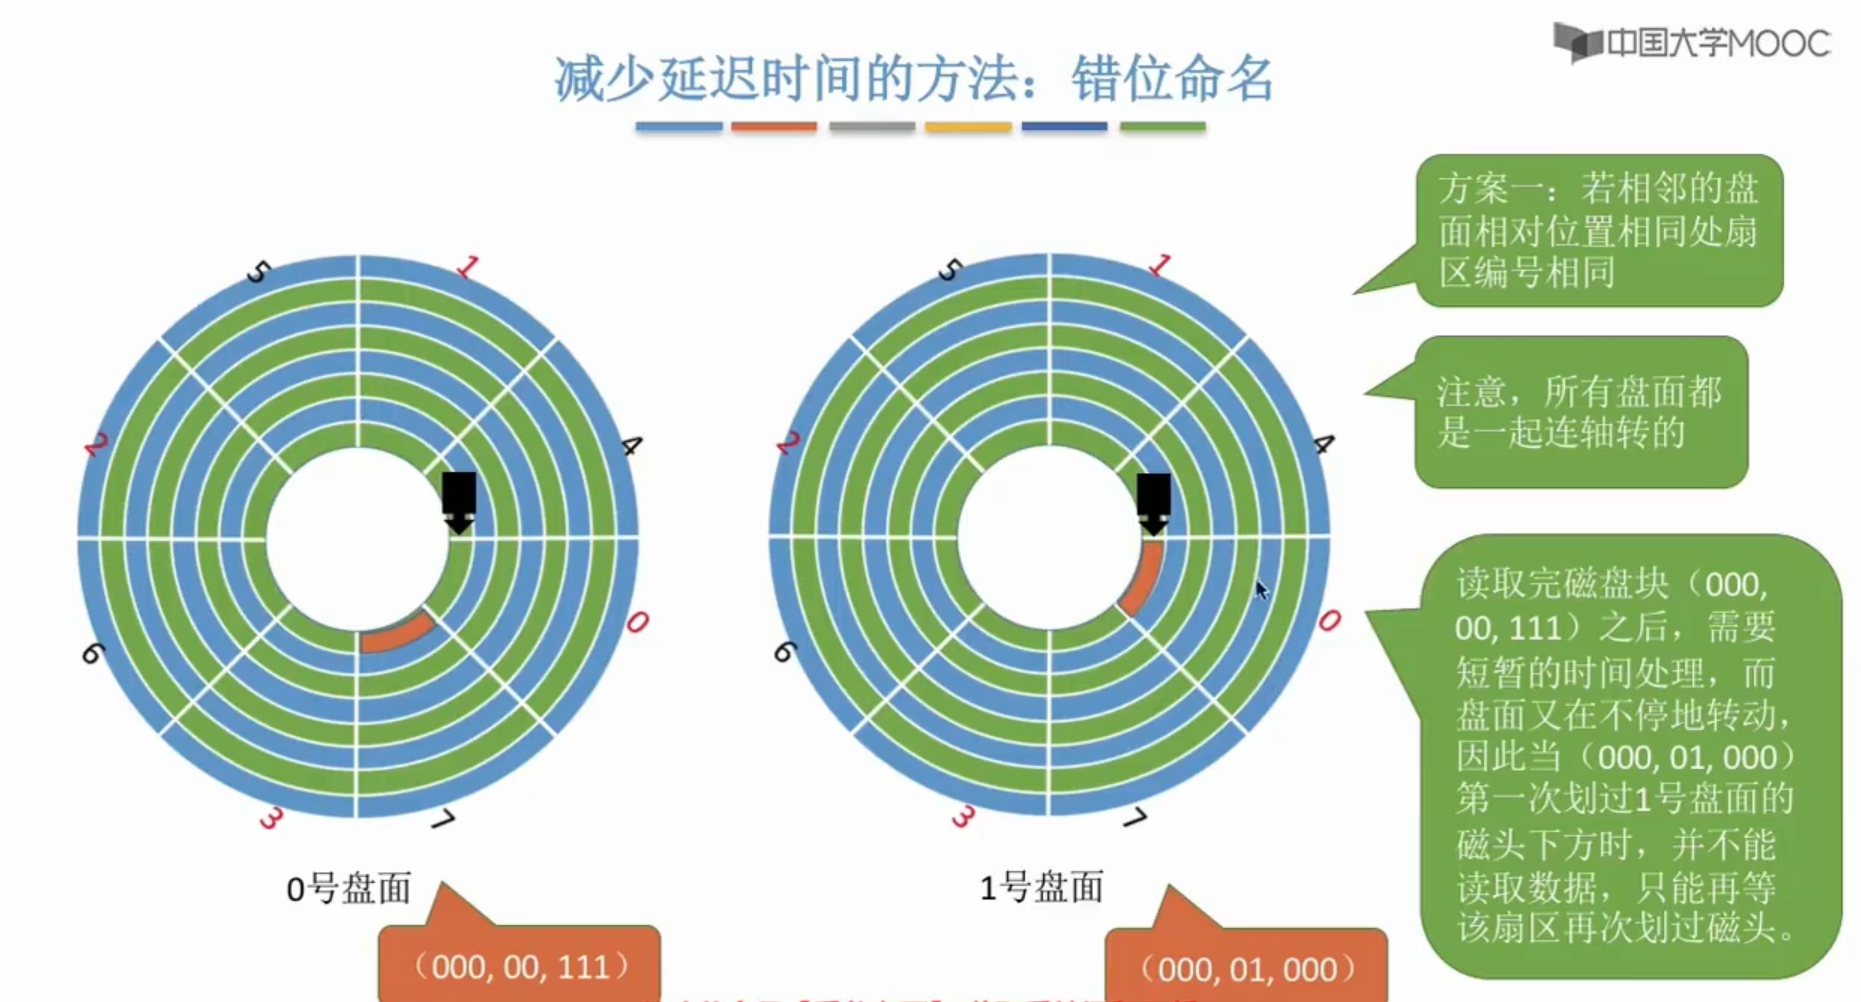 中国大学MOOC
减少延迟时间的方法：错位命名
方案一：若相邻的盘
面相对位置相同处扇
区编号相同
注意，所有盘面都
是一起连轴转的
读取完磁盘块（000,
00, 111）之后，需要
短暂的时间处理，而
盘面又在不停地转动，
因此当（000, 01, 000）
第一次划过1号盘面的
磁头下方时，并不能
读取数据，只能再等
该扇区再次划过磁头。
5
1
2
4
6
0
3
7
0号盘面
（000, 00, 111）
5
1
2
4
6
0
3
7
1号盘面
（000, 01, 000）